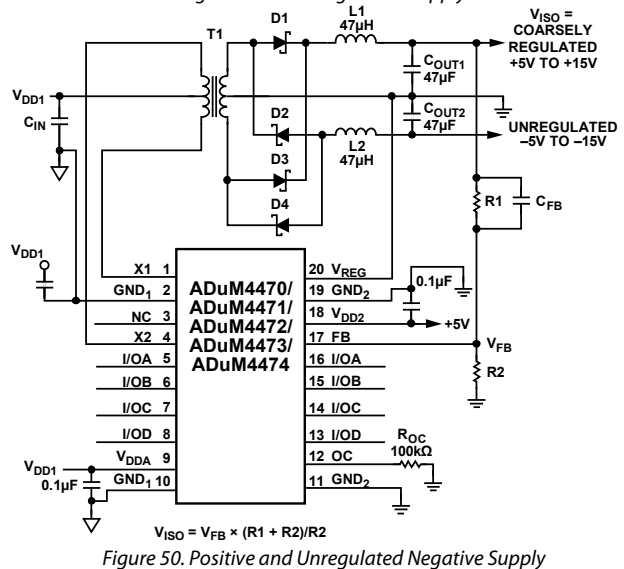 T1
D1
L1
47µH
V_ISO =
COARSELY
REGULATED
+5V TO +15V
C_OUT1
47µF
V_DD1
C_IN
D2
L2
47µH
C_OUT2
47µF
UNREGULATED
–5V TO –15V
D3
D4
R1
C_FB
V_DD1
X1 1
GND_1 2
NC 3
X2 4
I/OA 5
I/OB 6
I/OC 7
I/OD 8
V_DDA 9
GND_1 10
V_DD1
0.1µF
ADuM4470/
ADuM4471/
ADuM4472/
ADuM4473/
ADuM4474
20 V_REG
19 GND_2
18 V_DD2
17 FB
16 I/OA
15 I/OB
14 I/OC
13 I/OD
12 OC
11 GND_2
0.1µF
+5V
V_FB
R2
R_OC
100kΩ
V_ISO = V_FB × (R1 + R2)/R2
Figure 50. Positive and Unregulated Negative Supply